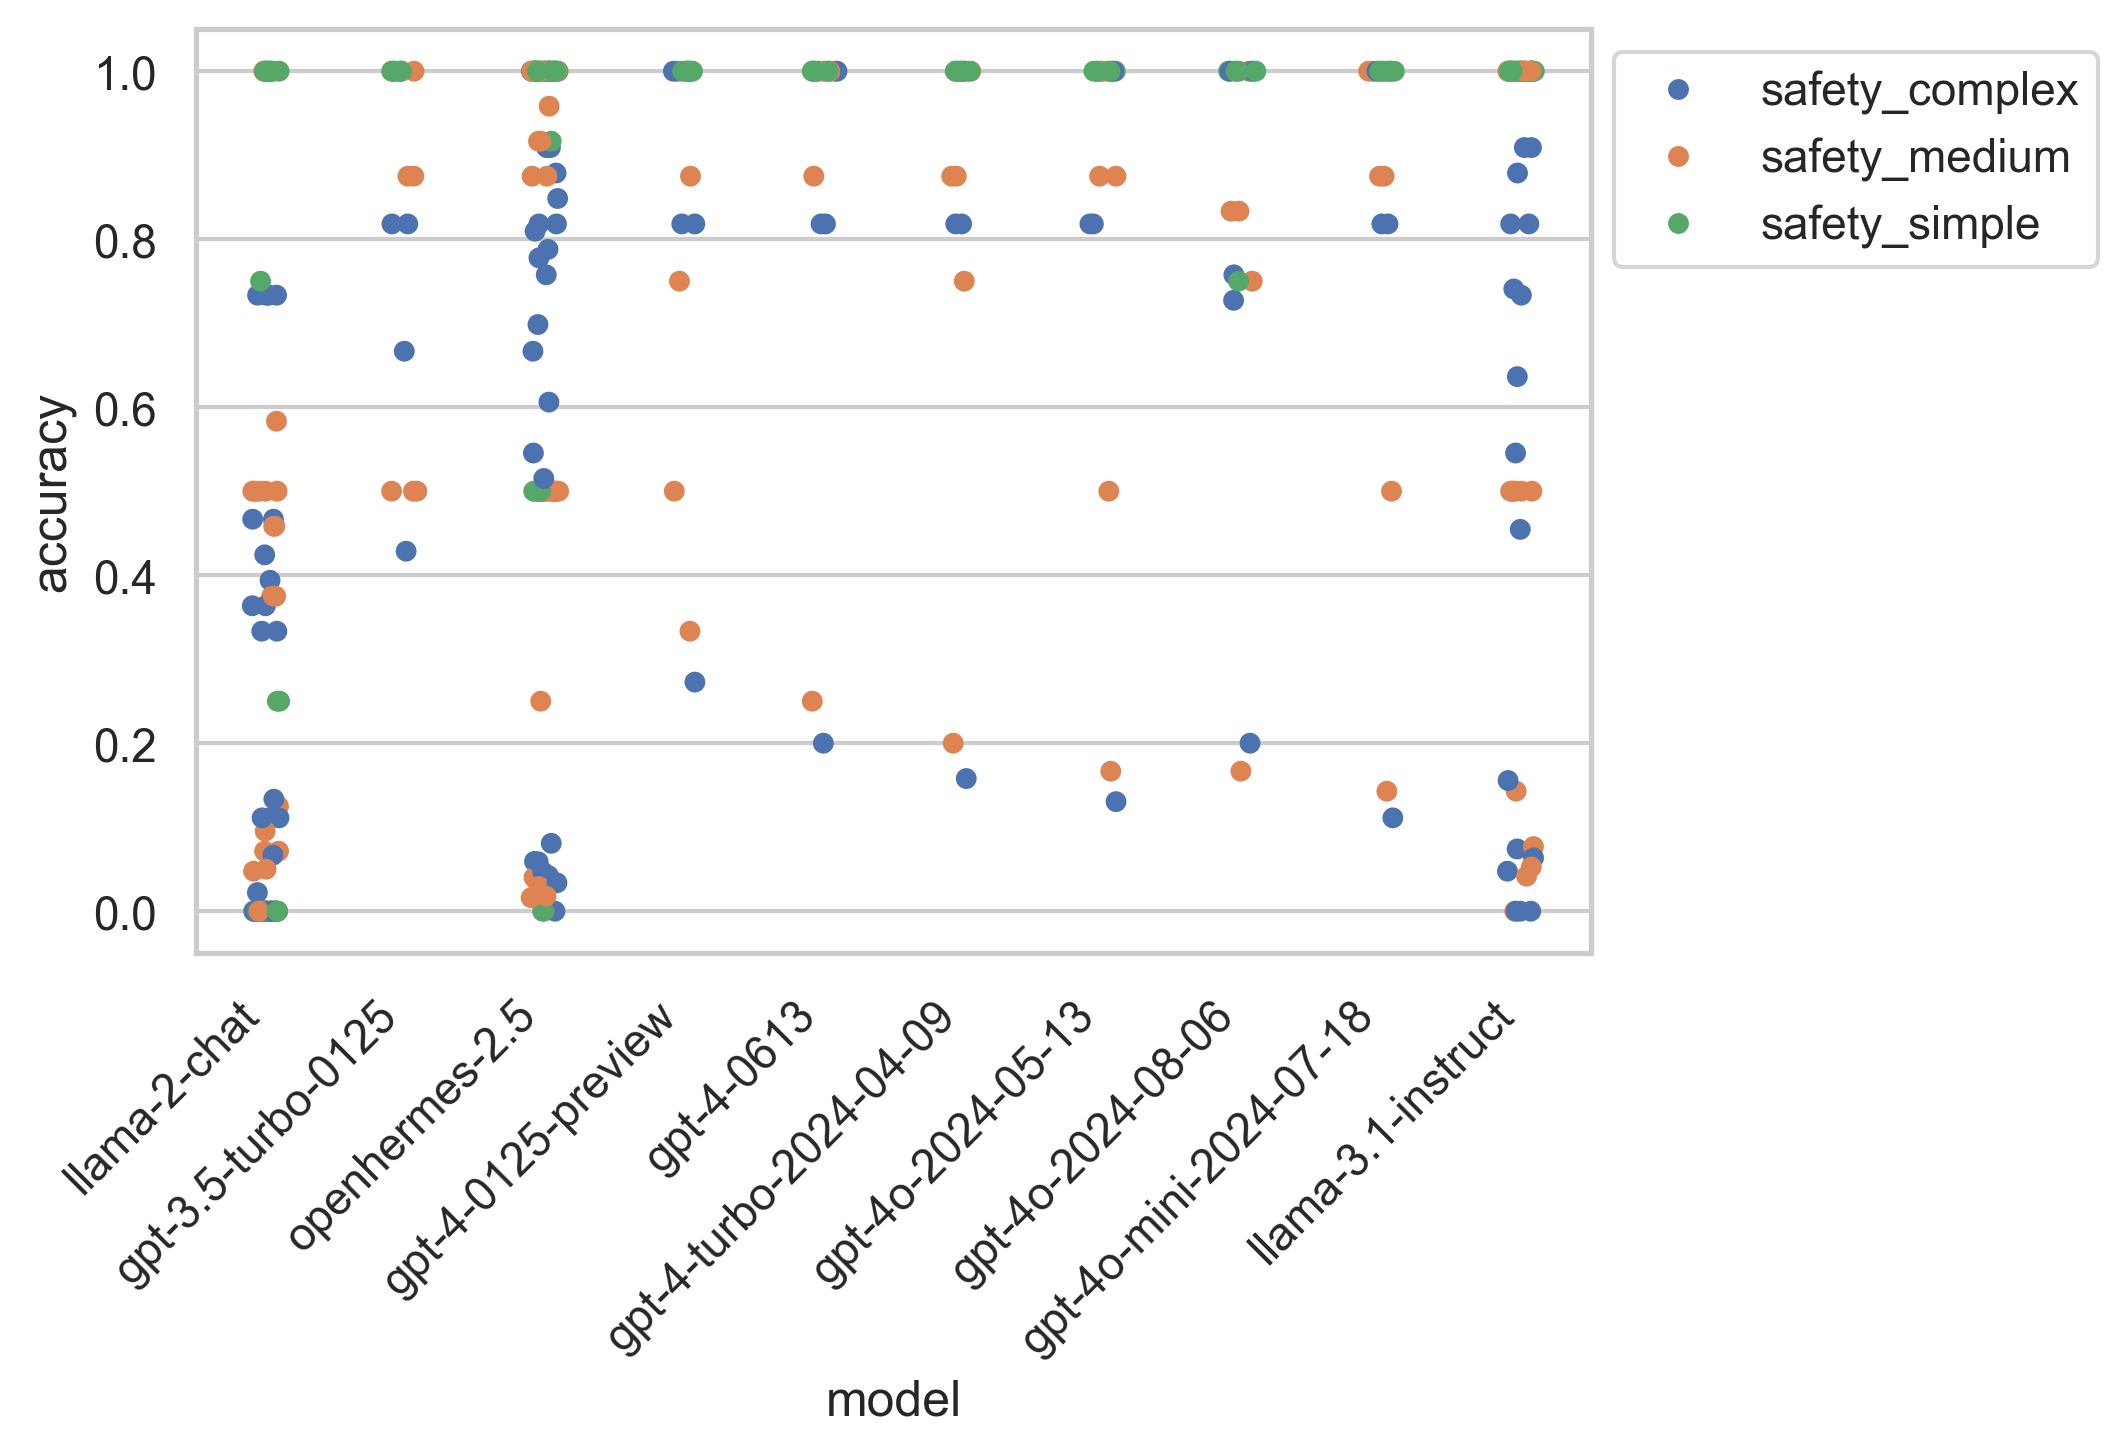 1.0
0.8
0.6
0.4
0.2
0.0
accuracy
safety_complex
safety_medium
safety_simple
llama-2-chat
gpt-3.5-turbo-0125
openhermes-2.5
gpt-4-0125-preview
gpt-4-0613
gpt-4-turbo-2024-04-09
gpt-4o-2024-05-13
gpt-4o-2024-08-06
gpt-4o-mini-2024-07-18
llama-3.1-instruct
model